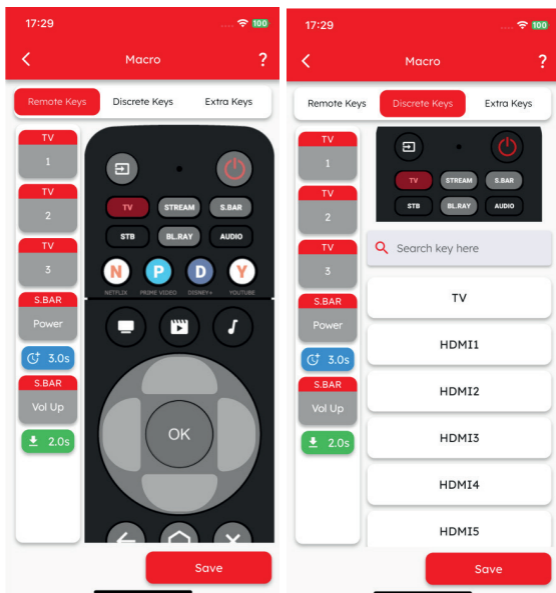 17:29
100
Macro
?
Remote Keys
Discrete Keys
Extra Keys
TV
1
TV
2
TV
3
S.BAR
Power
3.0s
S.BAR
Vol Up
2.0s
TV
STREAM
S.BAR
STB
BL.RAY
AUDIO
N
P
D
Y
NETFLIX
PRIME VIDEO
DISNEY+
YOUTUBE
OK
Save
17:29
100
Macro
?
Remote Keys
Discrete Keys
Extra Keys
TV
1
TV
2
TV
3
S.BAR
Power
3.0s
S.BAR
Vol Up
2.0s
TV
STREAM
S.BAR
STB
BL.RAY
AUDIO
Search key here
TV
HDMI1
HDMI2
HDMI3
HDMI4
HDMI5
Save